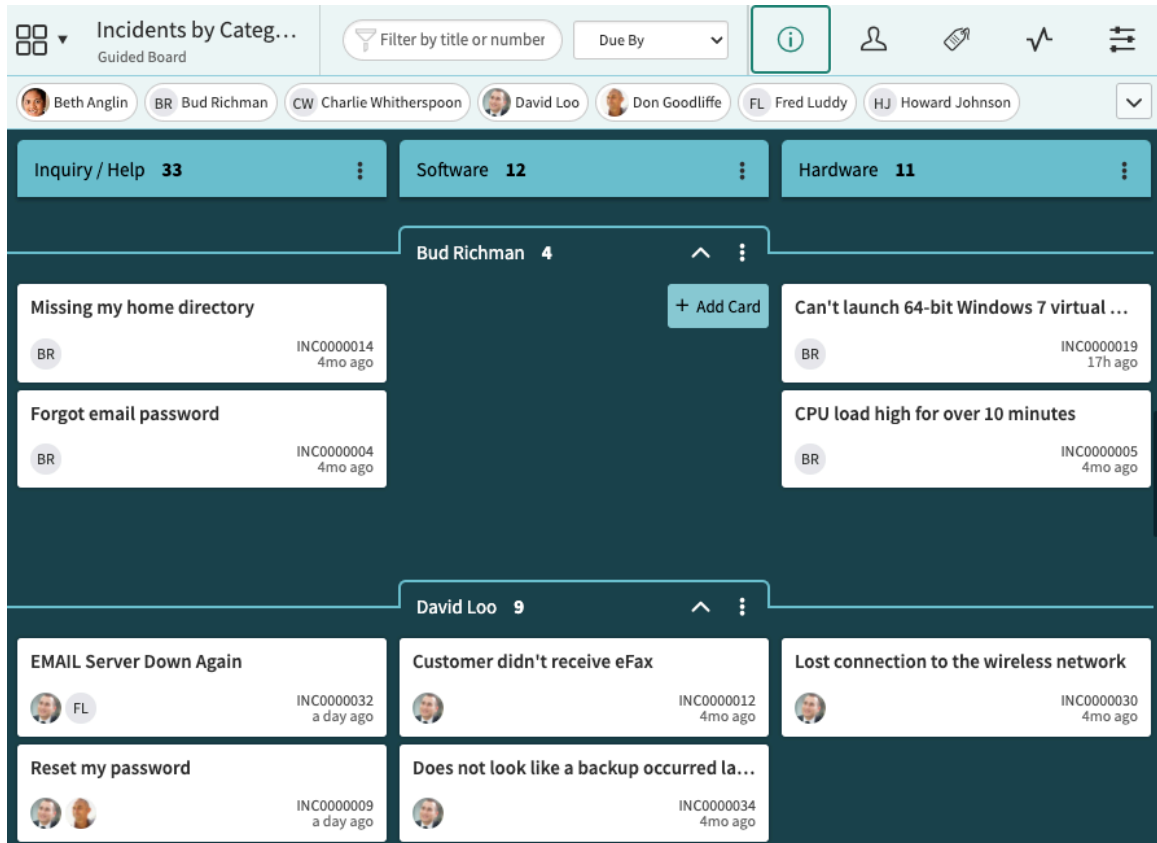 Incidents by Categ...
Guided Board
Filter by title or number
Due By
Beth Anglin
BR Bud Richman
CW Charlie Whitherspoon
David Loo
Don Goodliffe
FL Fred Luddy
HJ Howard Johnson
Inquiry / Help 33
Software 12
Hardware 11
Bud Richman 4
Missing my home directory
BR
INC0000014
4mo ago
+ Add Card
Can't launch 64-bit Windows 7 virtual ...
BR
INC0000019
17h ago
Forgot email password
BR
INC0000004
4mo ago
CPU load high for over 10 minutes
BR
INC0000005
4mo ago
David Loo 9
EMAIL Server Down Again
FL
INC0000032
a day ago
Customer didn't receive eFax
INC0000012
4mo ago
Lost connection to the wireless network
INC0000030
4mo ago
Reset my password
INC0000009
a day ago
Does not look like a backup occurred la...
INC0000034
4mo ago